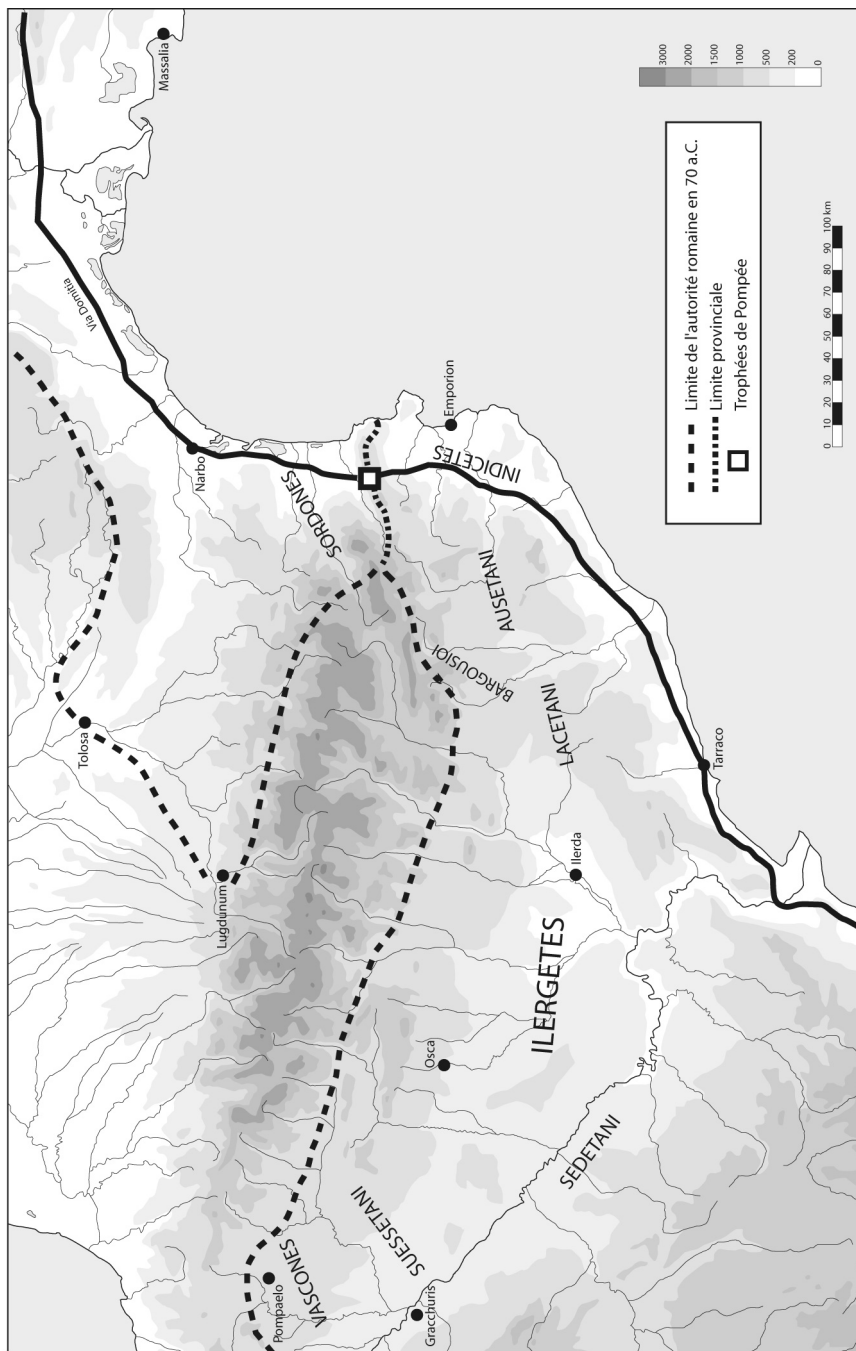 Massalia
Via Domitia
Narbo
Tolosa
Lugdunum
SORDONES
Emporion
INDICETES
AUSETANI
BARGOUSIOI
LACETANI
Tarraco
Ilerda
ILERGETES
Osca
SEDETANI
SUESSETANI
VASCONES
Pompaelo
Gracchuris
3000
2000
1500
1000
500
200
0
Limite de l'autorité romaine en 70 a.C.
Limite provinciale
Trophées de Pompée
0 10 20 30 40 50 60 70 80 90 100 km